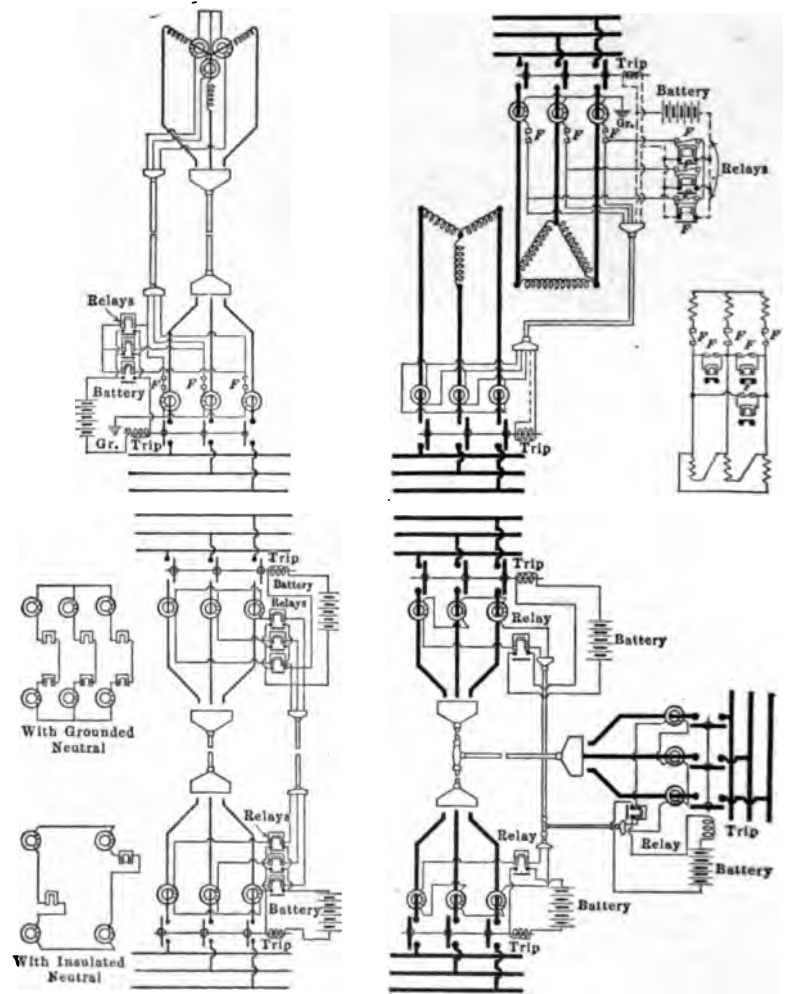 Relays
F
F
F
Battery
Gr.
Trip
Trip
Battery
Gr.
F
F
F
F
Relays
F
Trip
F
F
F
F
F
F
Trip
Battery
Relays
With Grounded
Neutral
Relays
Battery
Trip
With Insulated
Neutral
Trip
Relay
Battery
Relay
Trip
Relay
Battery
Battery
Trip